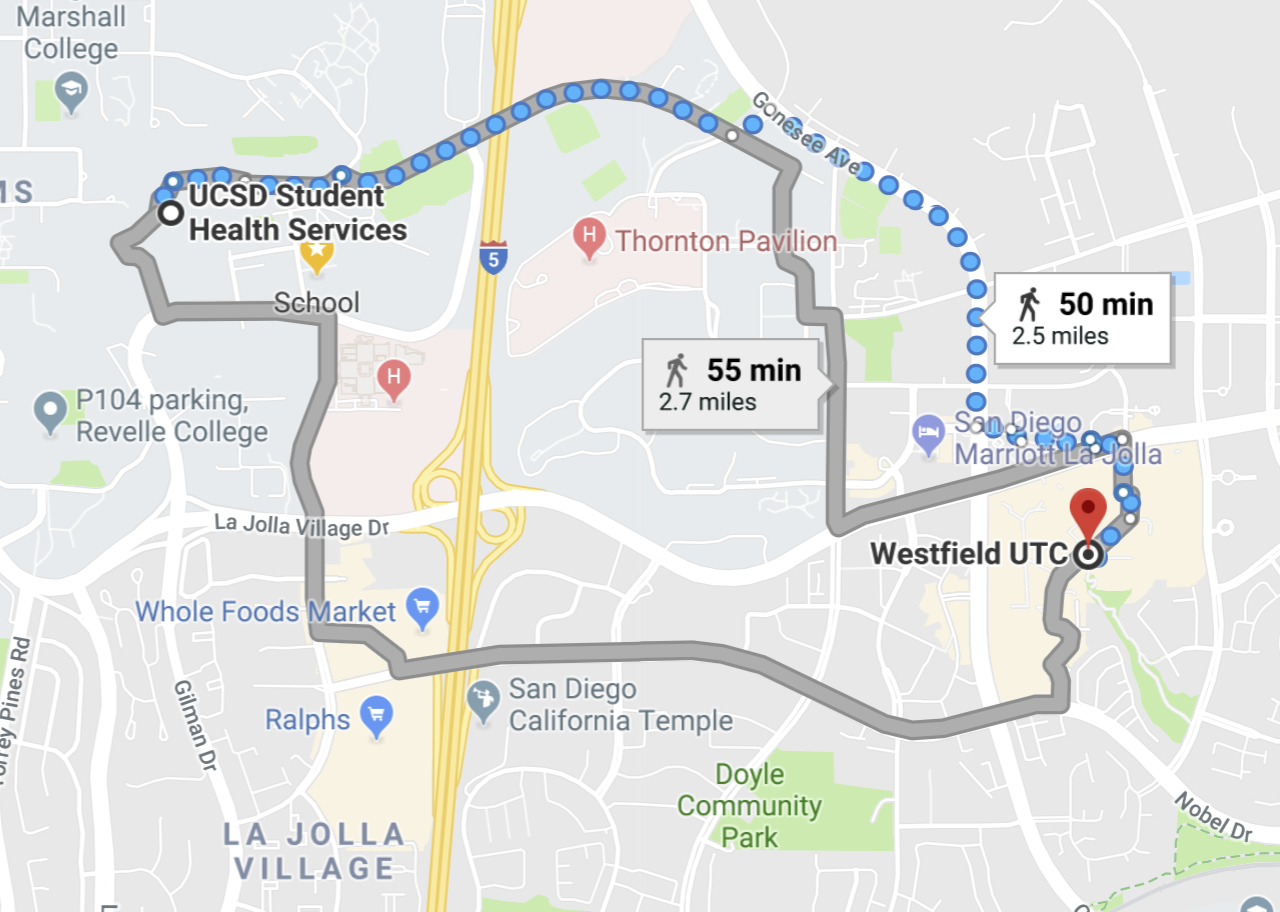 Marshall
College
MS
UCSD Student
Health Services
Genesee Ave
5
H
Thornton Pavilion
School
50 min
2.5 miles
55 min
2.7 miles
H
P104 parking,
Revelle College
San Diego
Marriott La Jolla
La Jolla Village Dr
Westfield UTC
Whole Foods Market
Ralphs
San Diego
California Temple
Gilman Dr
Torrey Pines Rd
Doyle
Community
Park
Nobel Dr
LA JOLLA
VILLAGE